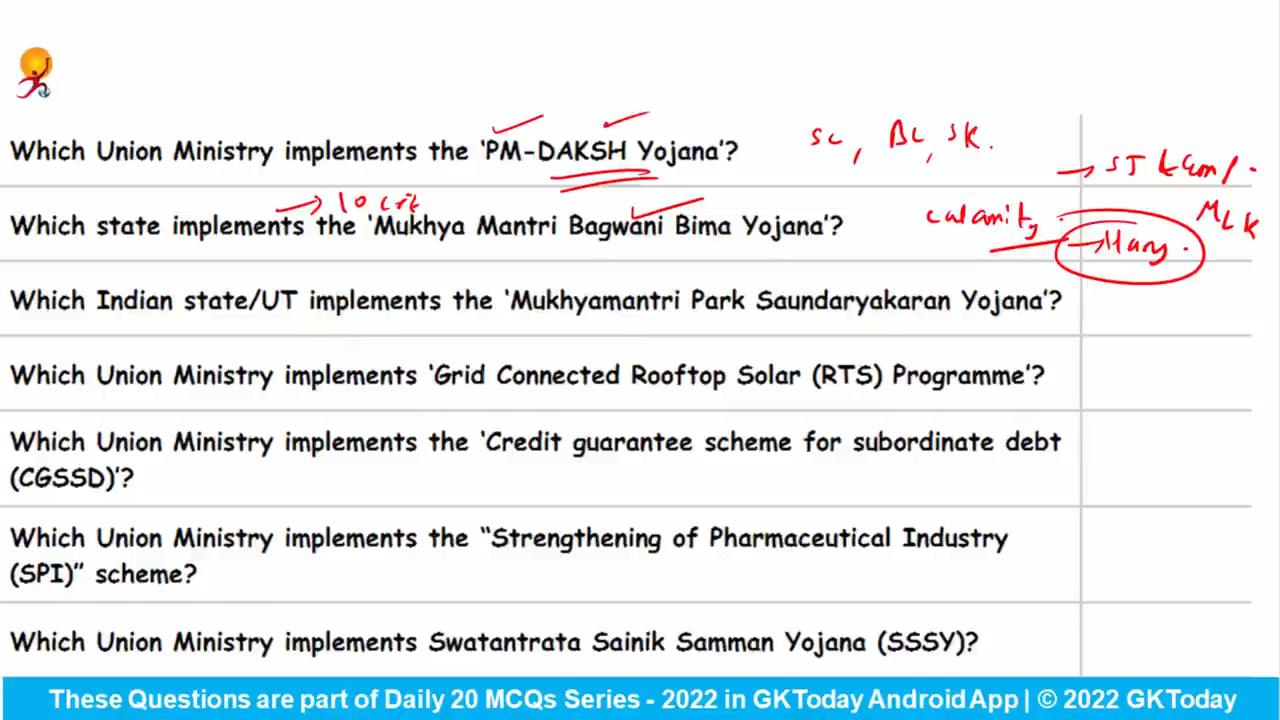 Which Union Ministry implements the 'PM-DAKSH Yojana'?
SC, BC, SK.
→ ST
→ 10
Which state implements the 'Mukhya Mantri Bagwani Bima Yojana'?
calamity
→ Hary.
Which Indian state/UT implements the 'Mukhyamantri Park Saundaryakaran Yojana'?
Which Union Ministry implements 'Grid Connected Rooftop Solar (RTS) Programme'?
Which Union Ministry implements the 'Credit guarantee scheme for subordinate debt
(CGSSD)'?
Which Union Ministry implements the "Strengthening of Pharmaceutical Industry
(SPI)" scheme?
Which Union Ministry implements Swatantrata Sainik Samman Yojana (SSSY)?
These Questions are part of Daily 20 MCQs Series - 2022 in GKToday Android App | © 2022 GKToday